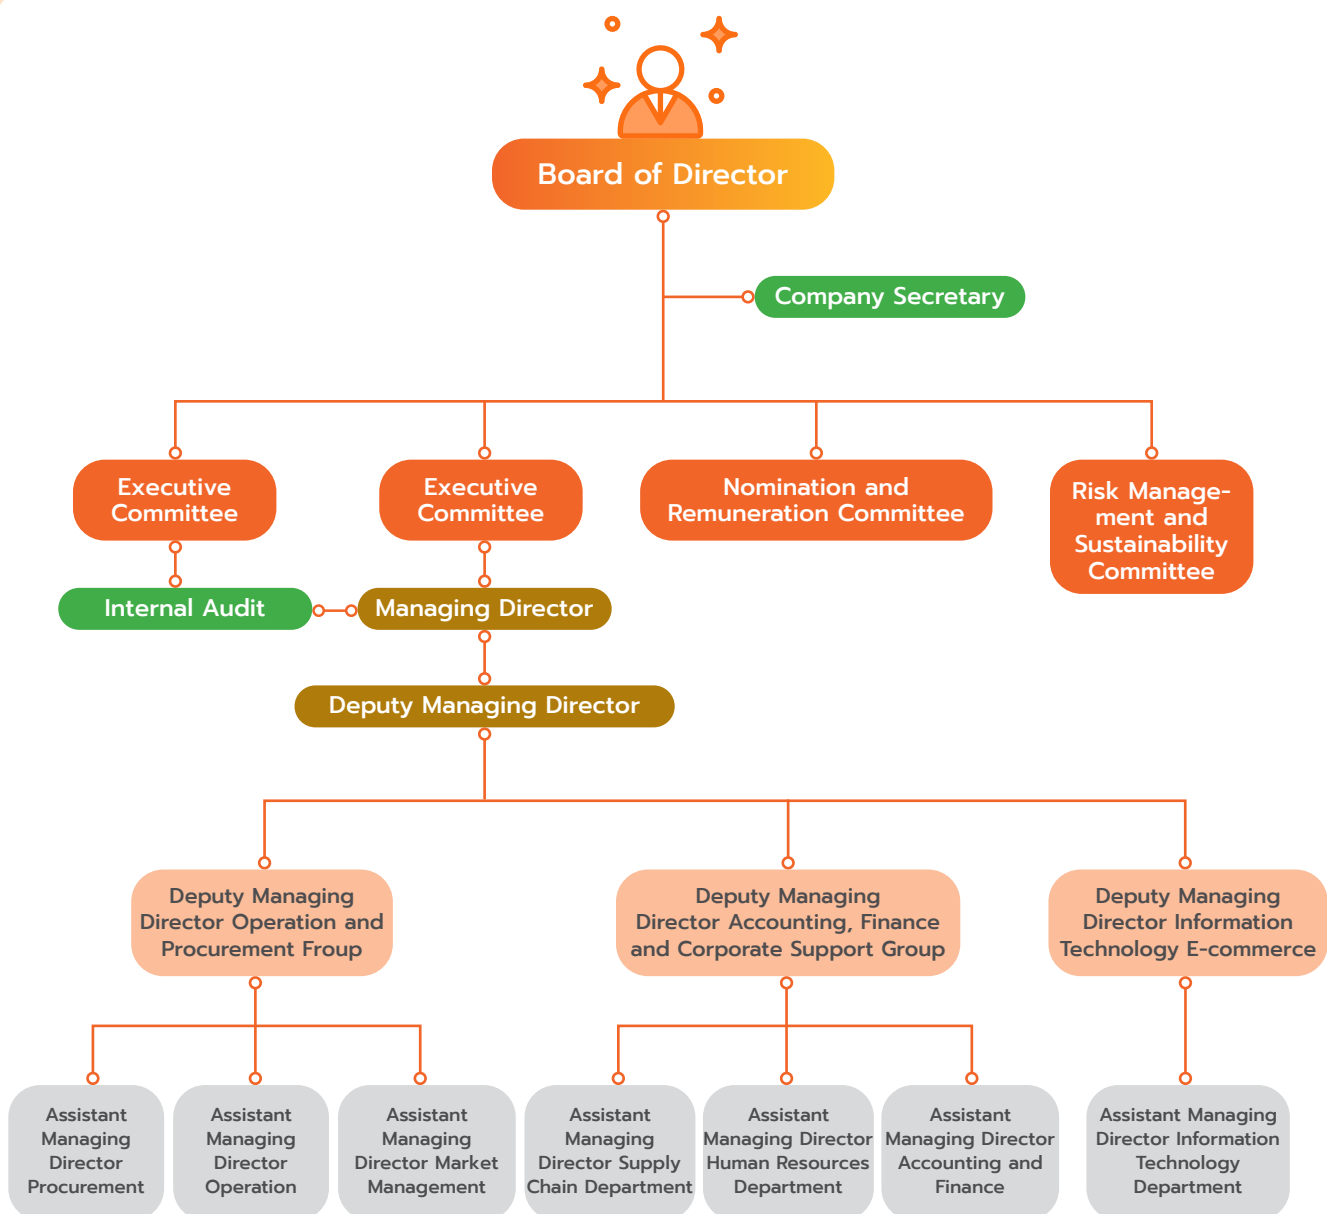 Board of Director
Company Secretary
Executive
Committee
Executive
Committee
Nomination and
Remuneration Committee
Risk Manage-
ment and
Sustainability
Committee
Internal Audit
Managing Director
Deputy Managing Director
Deputy Managing
Director Operation and
Procurement Froup
Deputy Managing
Director Accounting, Finance
and Corporate Support Group
Deputy Managing
Director Information
Technology E-commerce
Assistant
Managing
Director
Procurement
Assistant
Managing
Director
Operation
Assistant
Managing
Director Market
Management
Assistant
Managing
Director Supply
Chain Department
Assistant
Managing Director
Human Resources
Department
Assistant
Managing Director
Accounting and
Finance
Assistant Managing
Director Information
Technology
Department